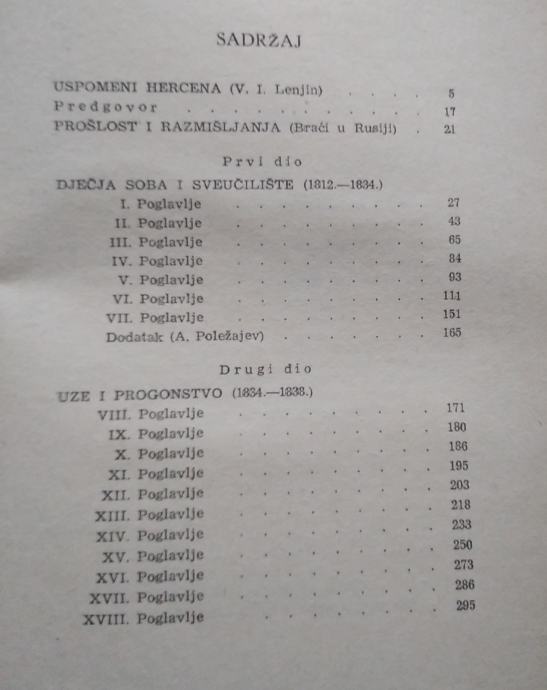 SADRŽAJ
USPOMENI HERCENA (V. I. Lenjin) . . . . 5
Predgovor . . . . . . . . . . 17
PROŠLOST I RAZMIŠLJANJA (Braći u Rusiji) . 21
Prvi dio
DJEČJA SOBA I SVEUČILIŠTE (1812.—1834.)
I. Poglavlje . . . . . . . . 27
II. Poglavlje . . . . . . . . 43
III. Poglavlje . . . . . . . . 65
IV. Poglavlje . . . . . . . . 84
V. Poglavlje . . . . . . . . 93
VI. Poglavlje . . . . . . . . 111
VII. Poglavlje . . . . . . . . 151
Dodatak (A. Poležajev) . . . . . . 165
Drugi dio
UZE I PROGONSTVO (1834.—1838.)
VIII. Poglavlje . . . . . . . . 171
IX. Poglavlje . . . . . . . . 180
X. Poglavlje . . . . . . . . 186
XI. Poglavlje . . . . . . . . 195
XII. Poglavlje . . . . . . . . 203
XIII. Poglavlje . . . . . . . . 218
XIV. Poglavlje . . . . . . . . 233
XV. Poglavlje . . . . . . . . 250
XVI. Poglavlje . . . . . . . . 273
XVII. Poglavlje . . . . . . . . 286
XVIII. Poglavlje . . . . . . . 295